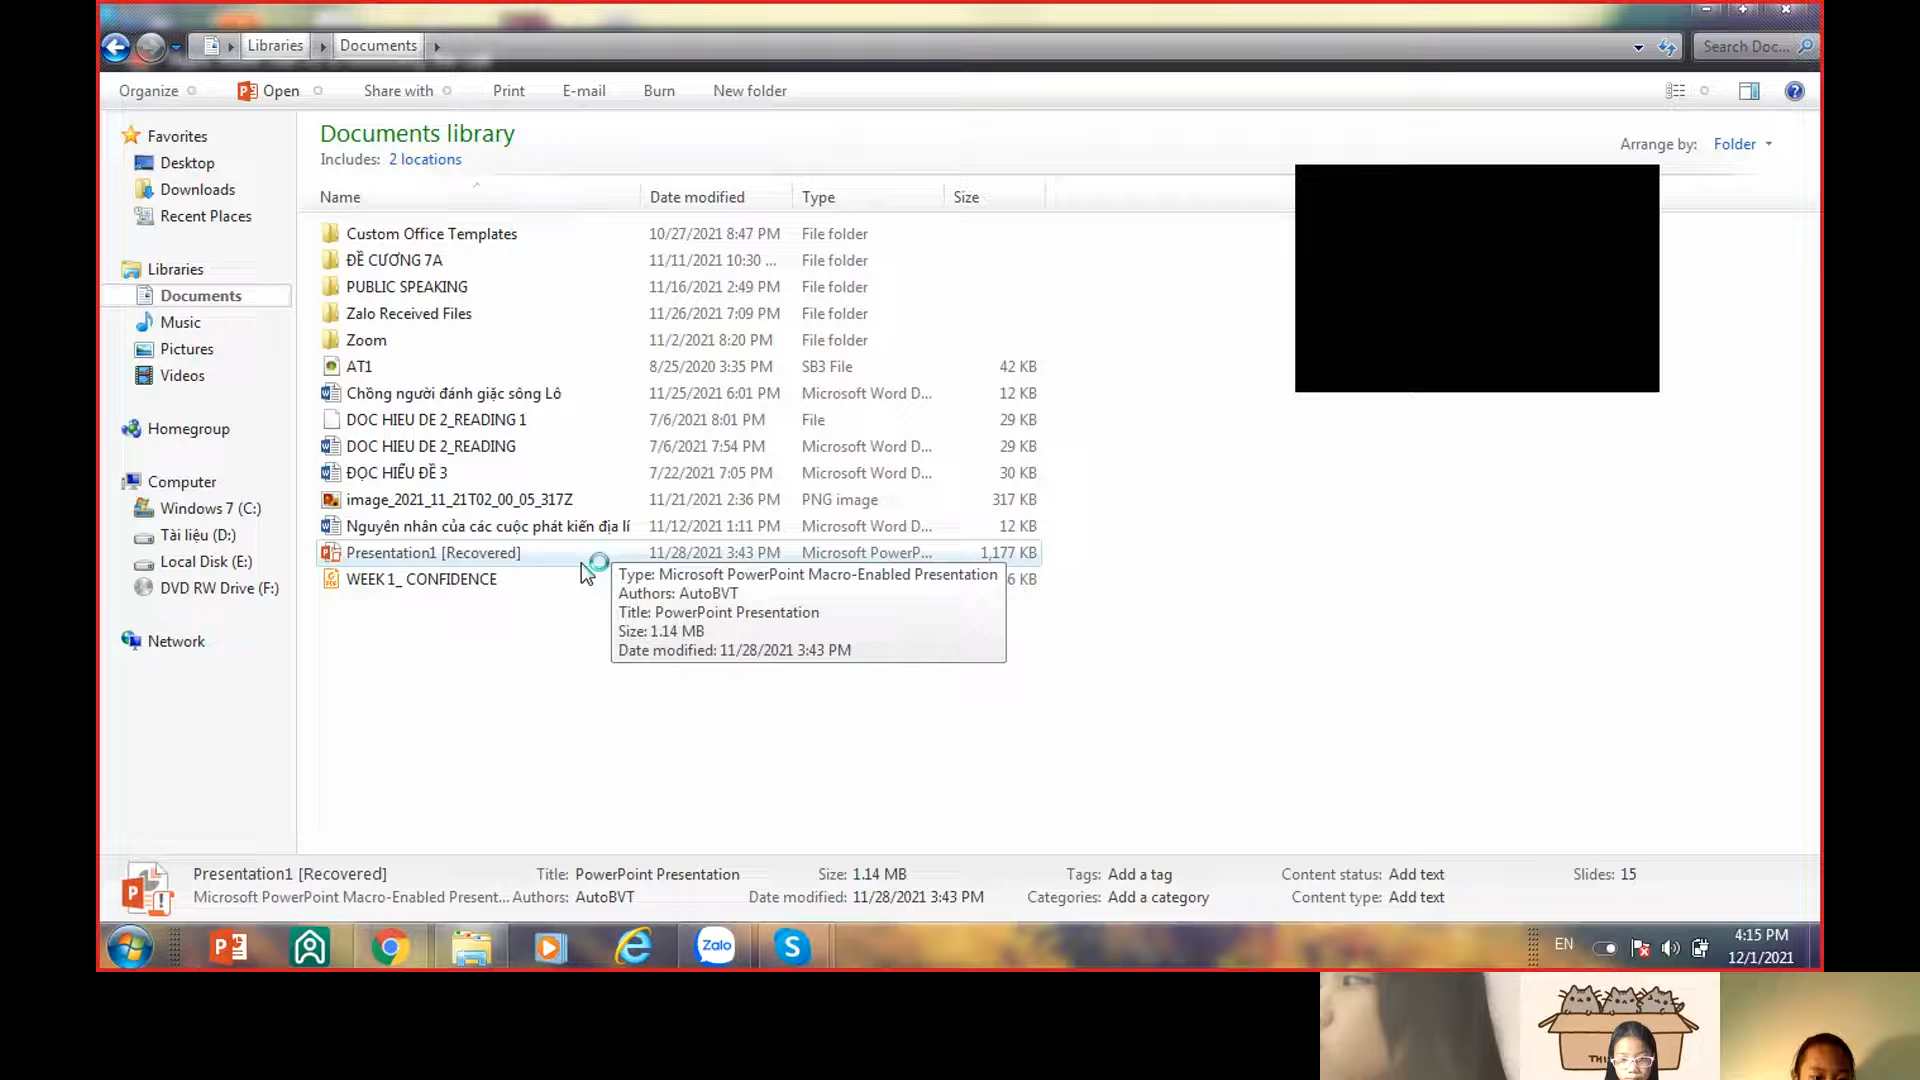 Libraries Documents Search Doc...
Organize Open Share with Print E-mail Burn New folder
Documents library
Includes: 2 locations
Arrange by: Folder
Name Date modified Type Size
Favorites
Desktop
Downloads
Recent Places
Libraries
Documents
Music
Pictures
Videos
Homegroup
Computer
Windows 7 (C:)
Tài liệu (D:)
Local Disk (E:)
DVD RW Drive (F:)
Network
Custom Office Templates 10/27/2021 8:47 PM File folder
ĐỀ CƯƠNG 7A 11/11/2021 10:30 ... File folder
PUBLIC SPEAKING 11/16/2021 2:49 PM File folder
Zalo Received Files 11/26/2021 7:09 PM File folder
Zoom 11/2/2021 8:20 PM File folder
AT1 8/25/2020 3:35 PM SB3 File 42 KB
Chồng người đánh giặc sông Lô 11/25/2021 6:01 PM Microsoft Word D... 12 KB
DOC HIEU DE 2_READING 1 7/6/2021 8:01 PM File 29 KB
DOC HIEU DE 2_READING 7/6/2021 7:54 PM Microsoft Word D... 29 KB
ĐỌC HIỂU ĐỀ 3 7/22/2021 7:05 PM Microsoft Word D... 30 KB
image_2021_11_21T02_00_05_317Z 11/21/2021 2:36 PM PNG image 317 KB
Nguyên nhân của các cuộc phát kiến địa lí 11/12/2021 1:11 PM Microsoft Word D... 12 KB
Presentation1 [Recovered] 11/28/2021 3:43 PM Microsoft PowerP... 1,177 KB
WEEK 1_ CONFIDENCE 6 KB
Type: Microsoft PowerPoint Macro-Enabled Presentation
Authors: AutoBVT
Title: PowerPoint Presentation
Size: 1.14 MB
Date modified: 11/28/2021 3:43 PM
Presentation1 [Recovered] Title: PowerPoint Presentation Size: 1.14 MB Tags: Add a tag Content status: Add text Slides: 15
Microsoft PowerPoint Macro-Enabled Present... Authors: AutoBVT Date modified: 11/28/2021 3:43 PM Categories: Add a category Content type: Add text
Zalo
EN
4:15 PM
12/1/2021